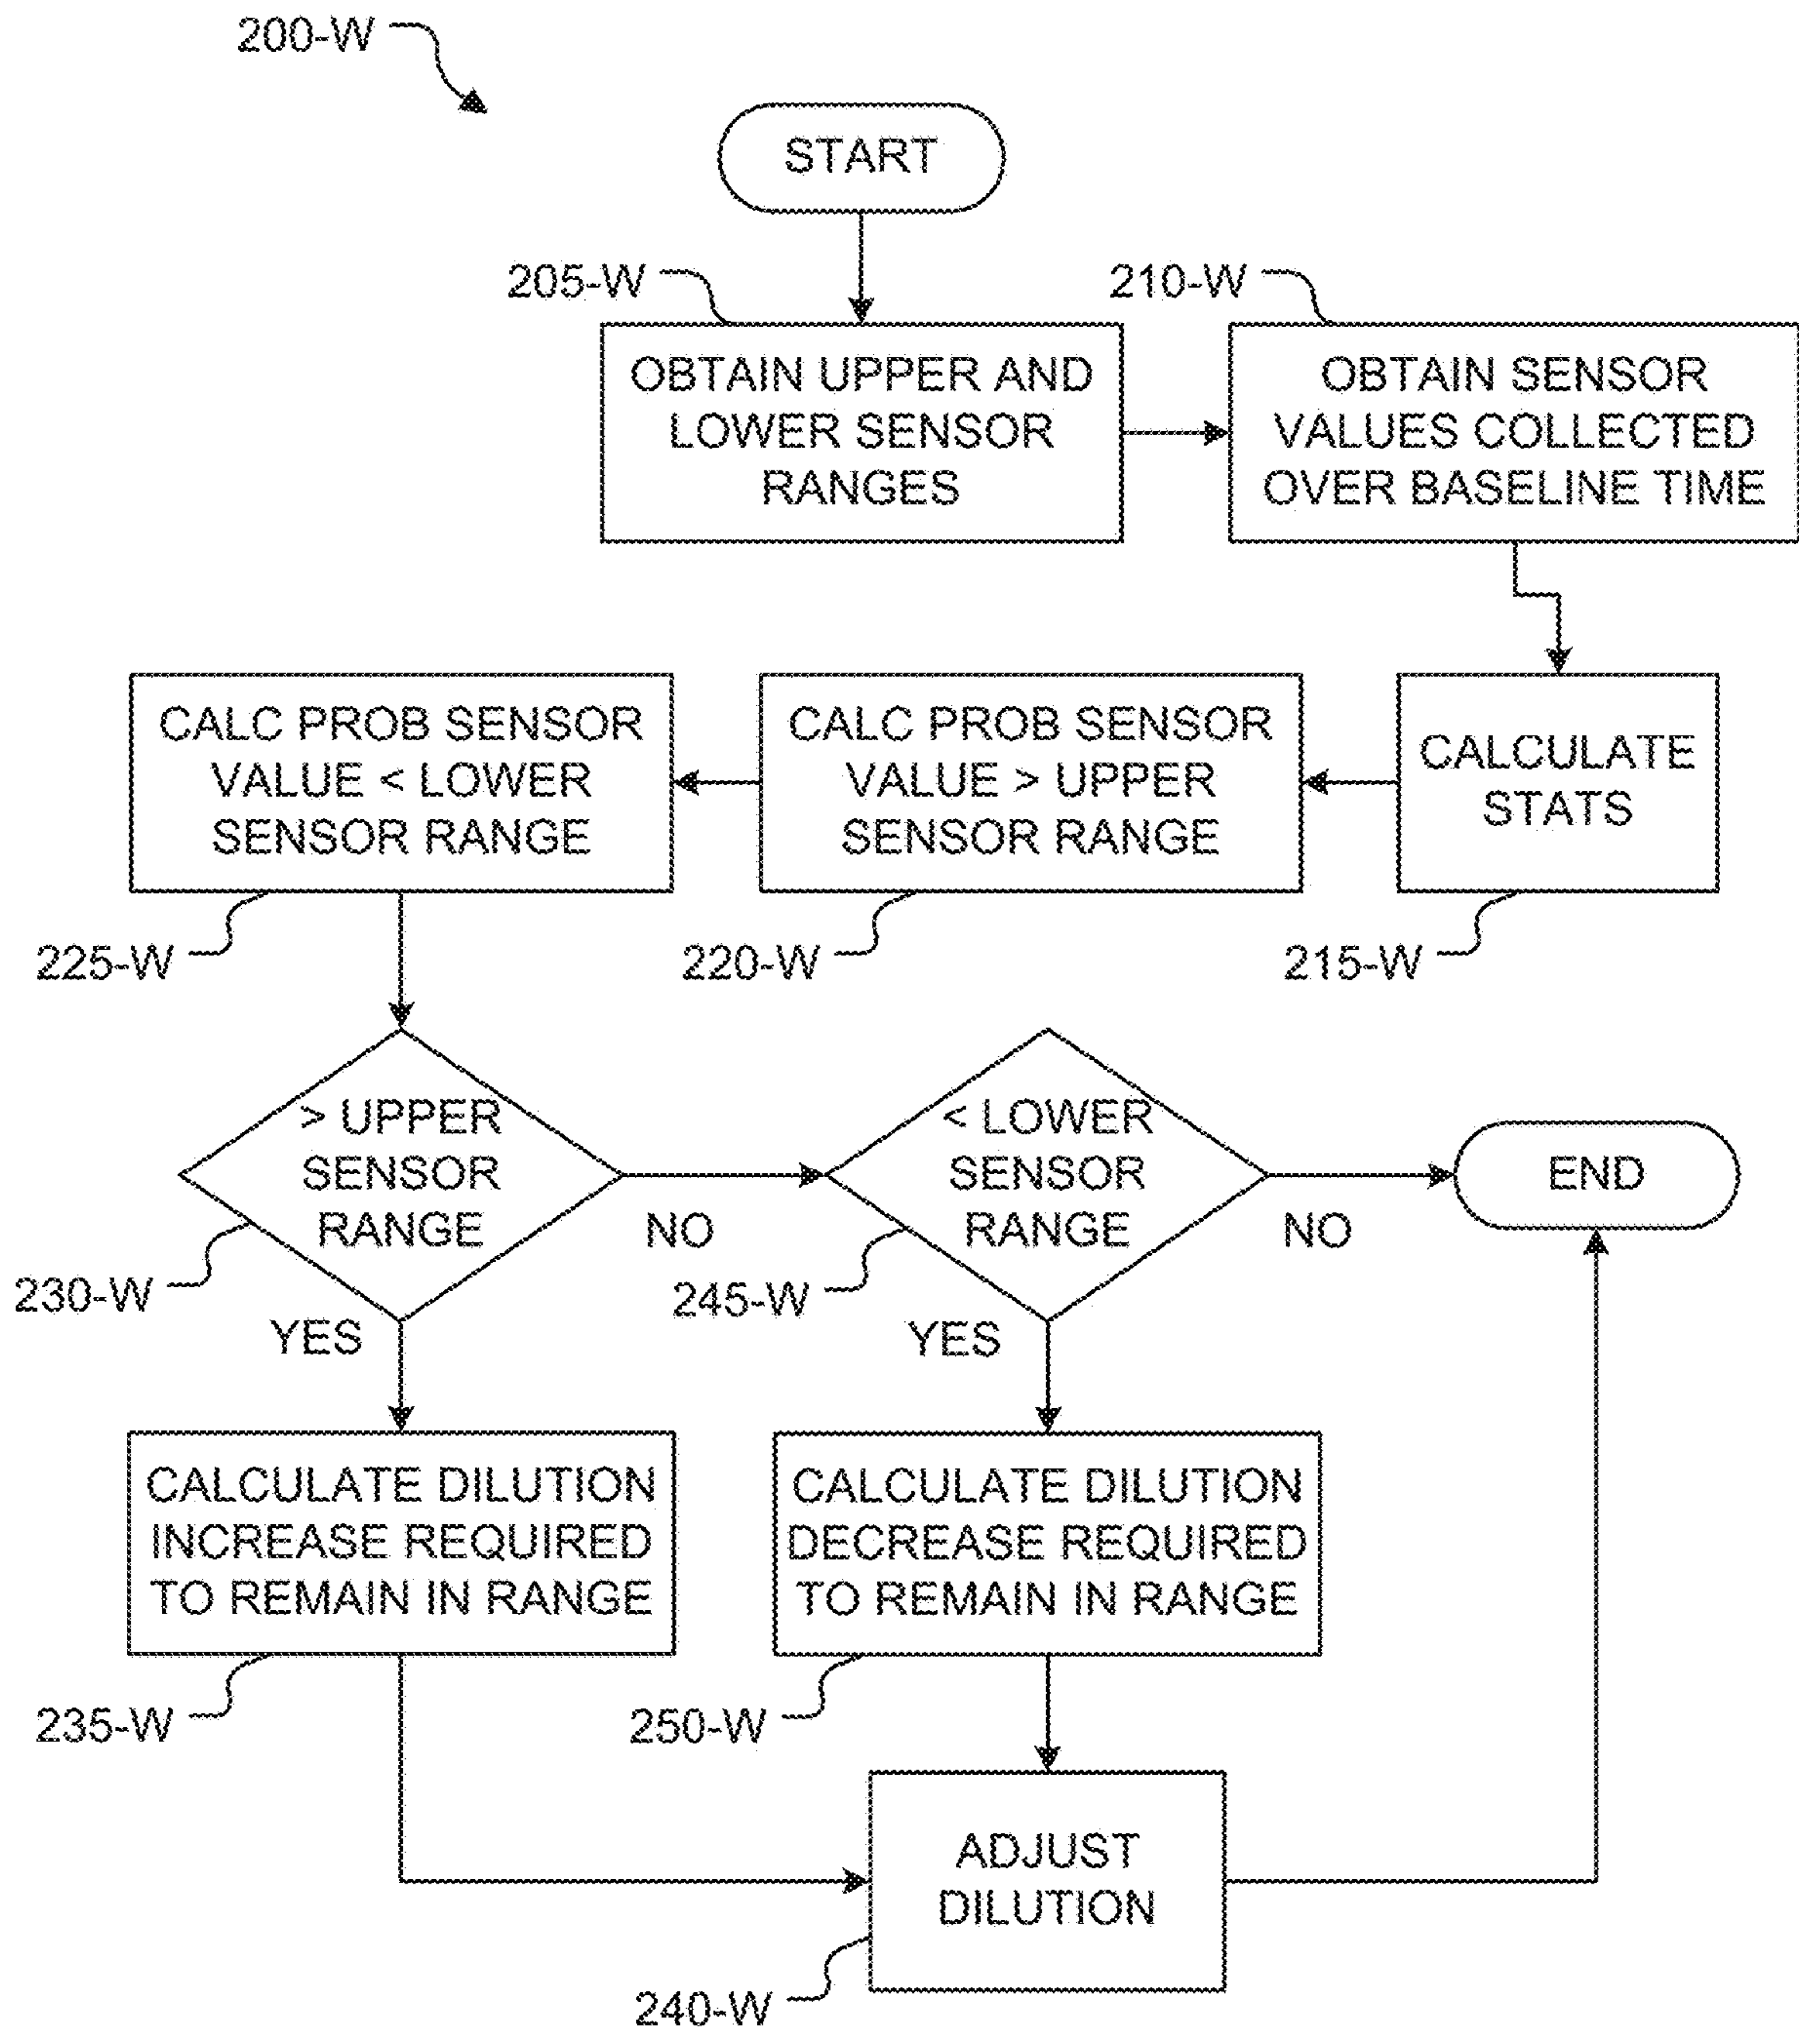 200-W
START
205-W
210-W
OBTAIN UPPER AND
LOWER SENSOR
RANGES
OBTAIN SENSOR
VALUES COLLECTED
OVER BASELINE TIME
CALC PROB SENSOR
VALUE < LOWER
SENSOR RANGE
CALC PROB SENSOR
VALUE > UPPER
SENSOR RANGE
CALCULATE
STATS
225-W
220-W
215-W
> UPPER
SENSOR
RANGE
NO
230-W
YES
< LOWER
SENSOR
RANGE
NO
245-W
YES
END
CALCULATE DILUTION
INCREASE REQUIRED
TO REMAIN IN RANGE
CALCULATE DILUTION
DECREASE REQUIRED
TO REMAIN IN RANGE
235-W
250-W
ADJUST
DILUTION
240-W